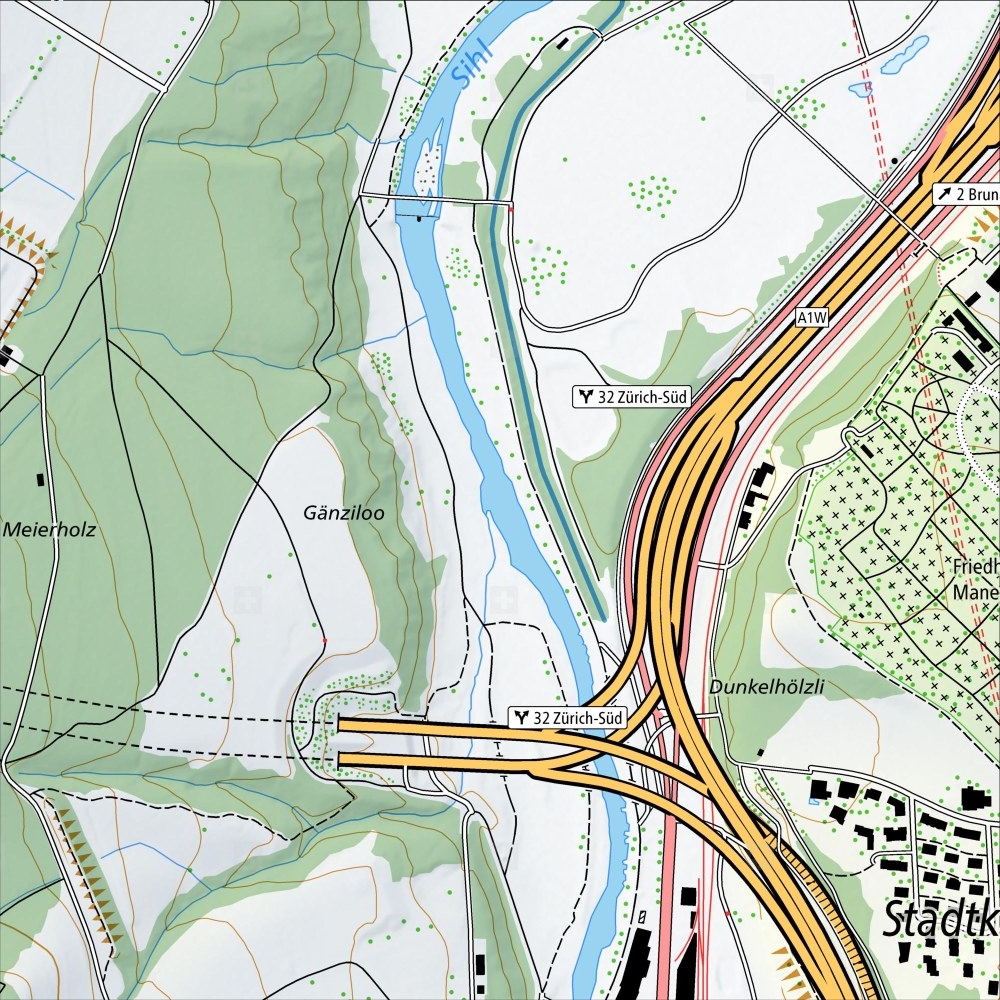 Sihl
2 Brun
A1W
32 Zürich-Süd
Meierholz
Gänziloo
Friedh
Mane
Dunkelhölzli
32 Zürich-Süd
Stadtk